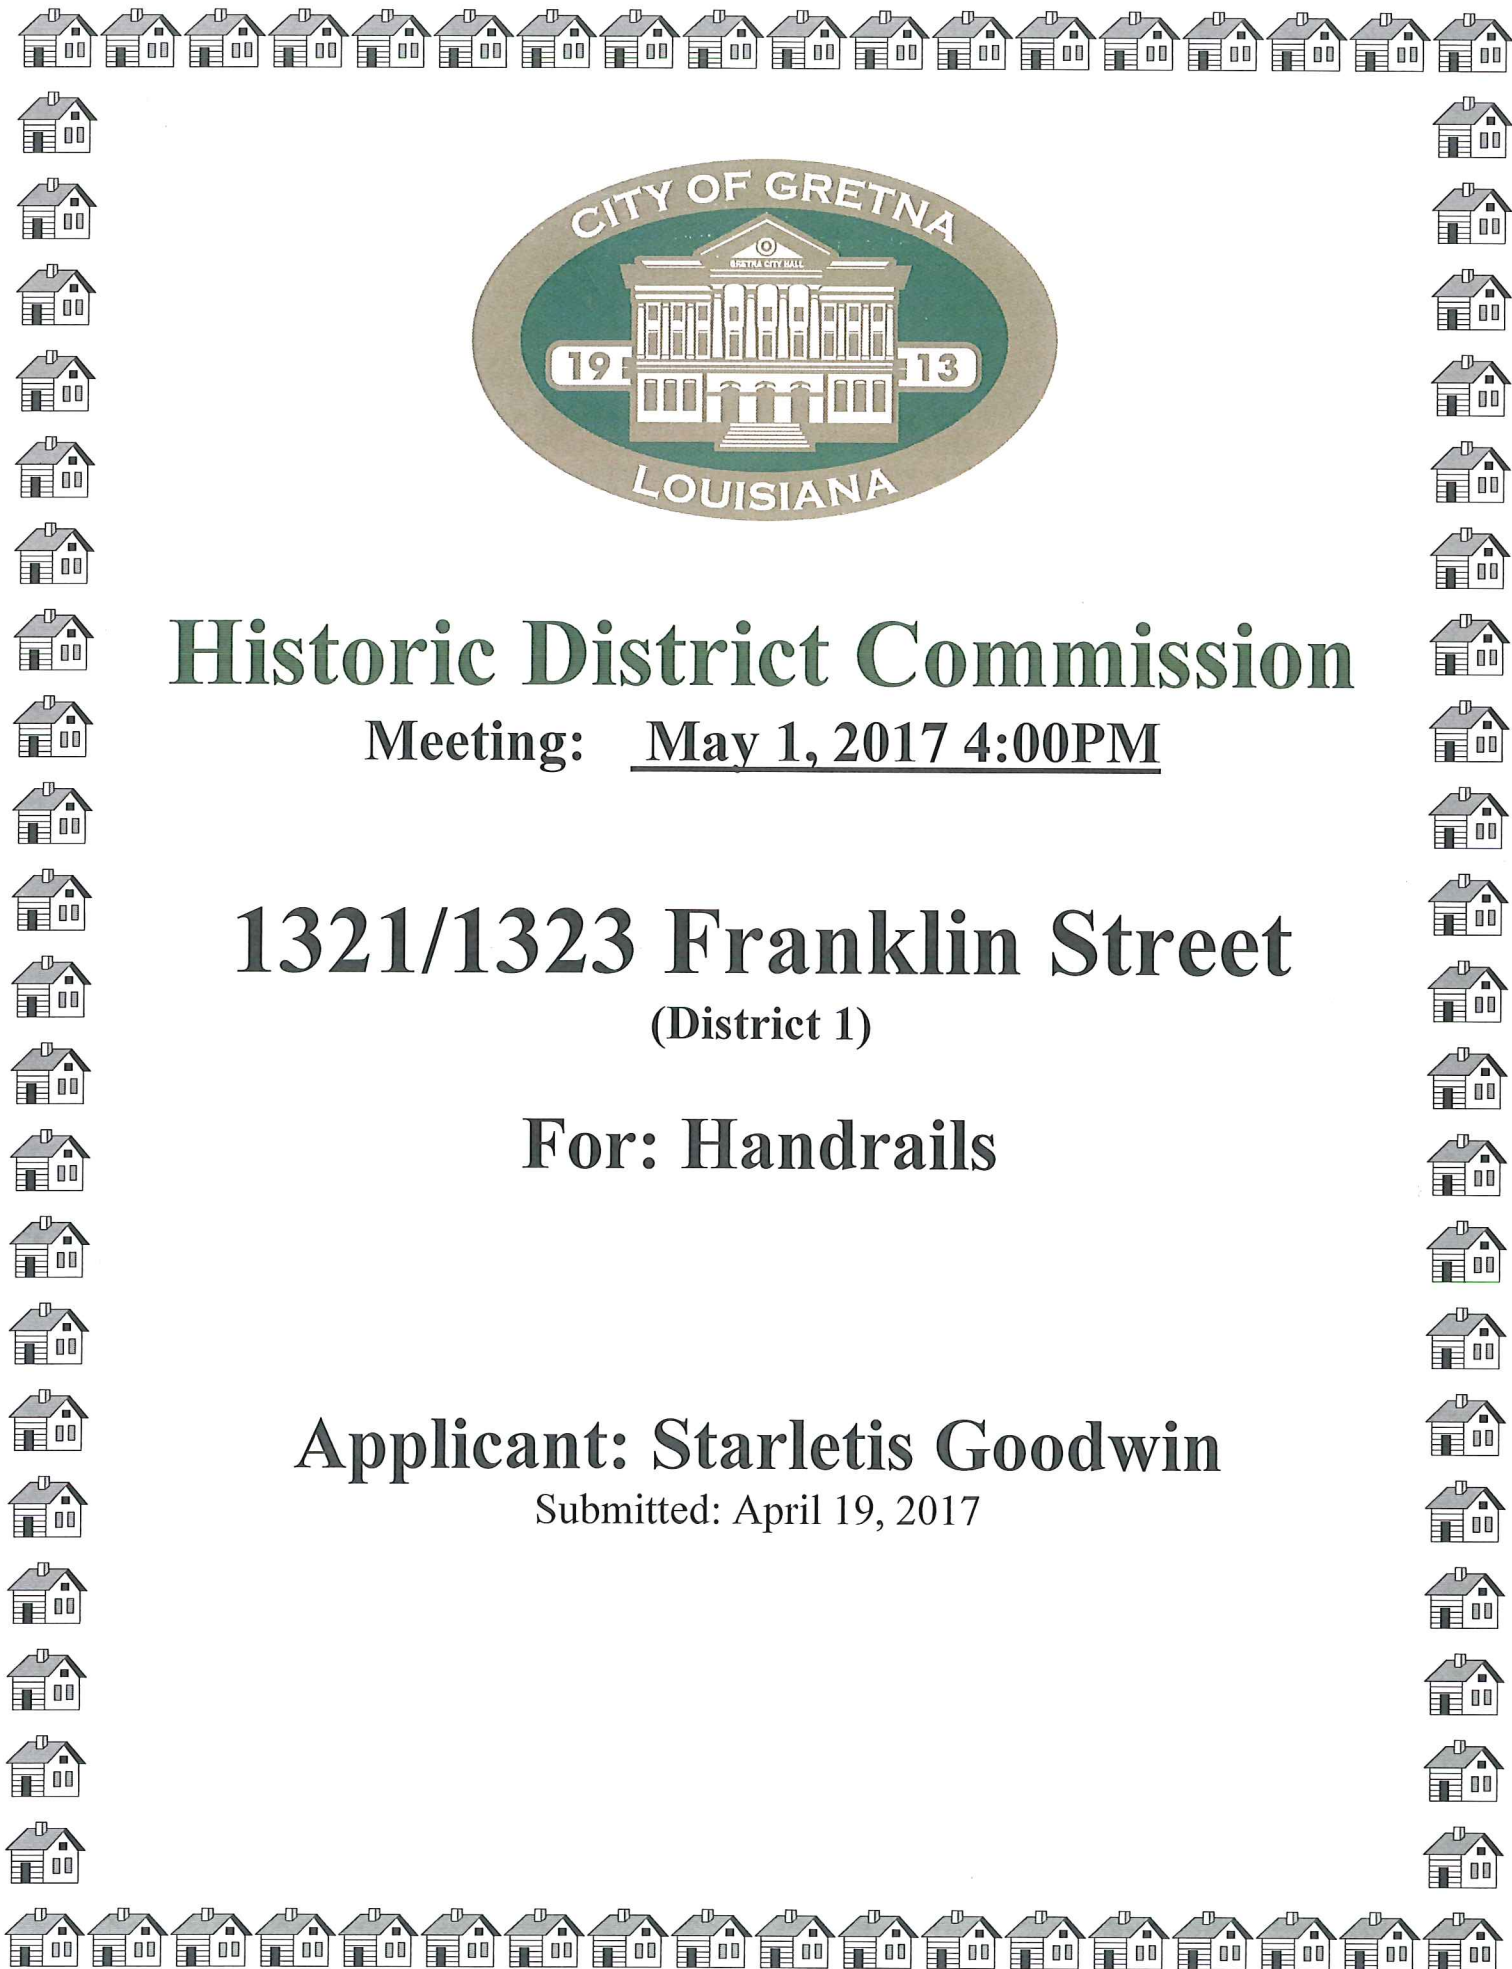 CITY OF GRETNA
GRETNA CITY HALL
19 13
LOUISIANA
Historic District Commission
Meeting: May 1, 2017 4:00PM
1321/1323 Franklin Street
(District 1)
For: Handrails
Applicant: Starletis Goodwin
Submitted: April 19, 2017